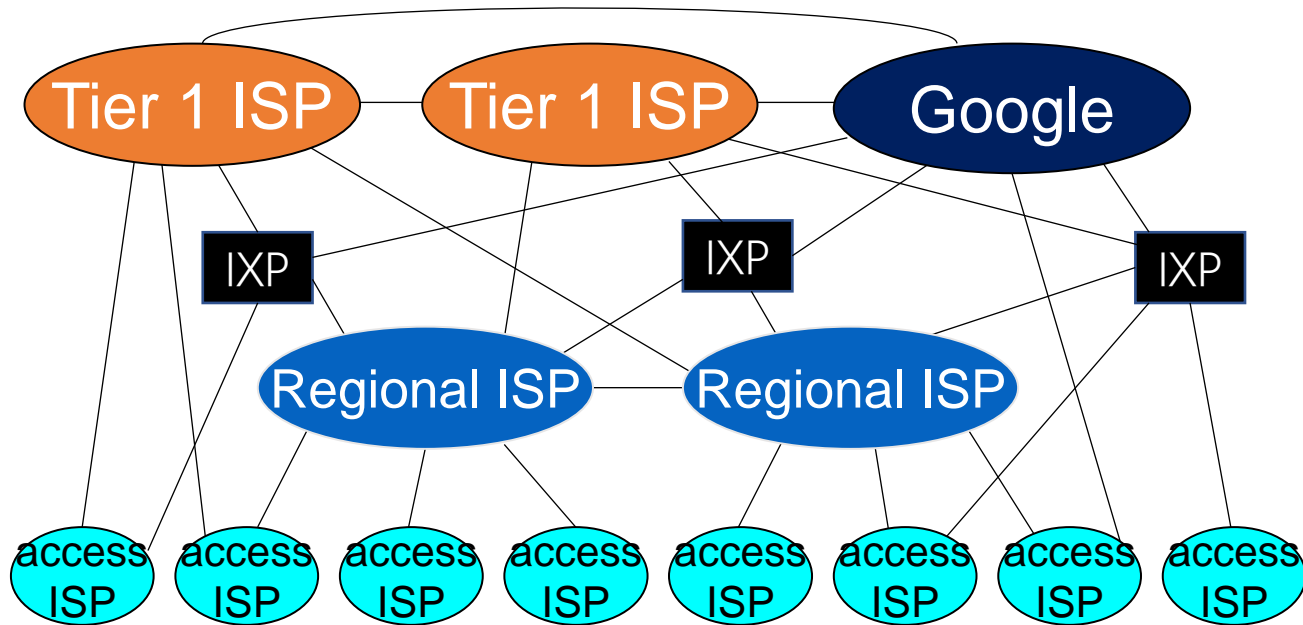 Tier 1 ISP
Tier 1 ISP
Google
IXP
IXP
IXP
Regional ISP
Regional ISP
access
ISP
access
ISP
access
ISP
access
ISP
access
ISP
access
ISP
access
ISP
access
ISP